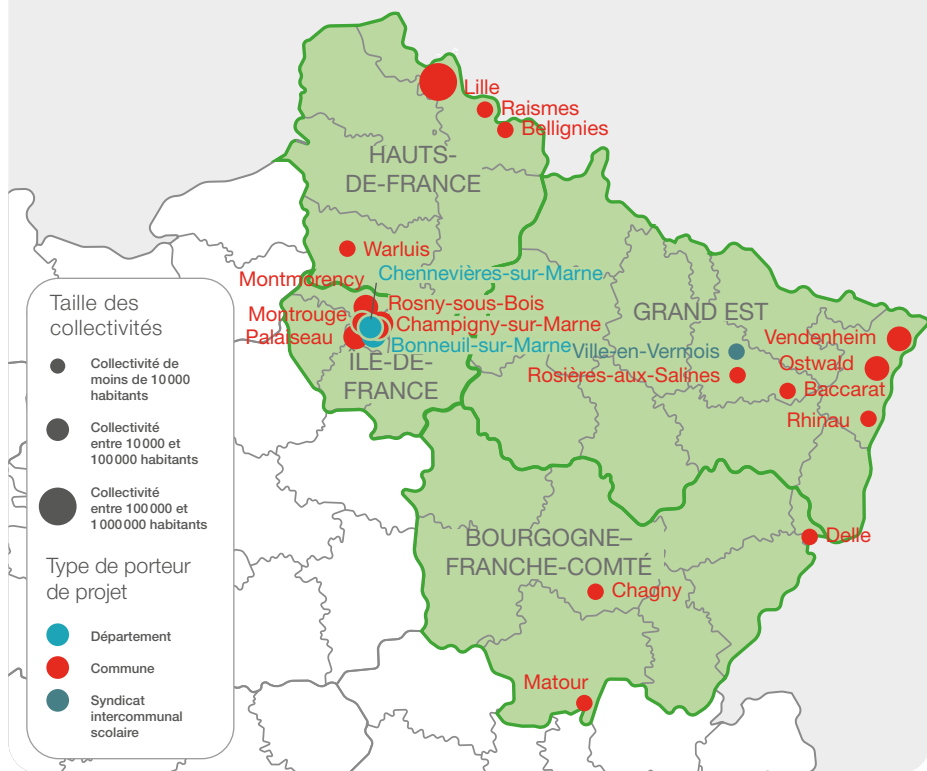 Lille
Raismes
Bellignies
HAUTS-
DE-FRANCE
Warluis
Montmorency
Chennevières-sur-Marne
Rosny-sous-Bois
Montrouge
Champigny-sur-Marne
Palaiseau
Bonneuil-sur-Marne
ILE-DE-
FRANCE
GRAND EST
Vendenheim
Ville-en-Vermois
Ostwald
Rosières-aux-Salines
Baccarat
Rhinau
BOURGOGNE–
FRANCHE-COMTÉ
Delle
Chagny
Matour
Taille des
collectivités
Collectivité de
moins de 10 000
habitants
Collectivité
entre 10 000 et
100 000 habitants
Collectivité
entre 100 000 et
1 000 000 habitants
Type de porteur
de projet
Département
Commune
Syndicat
intercommunal
scolaire